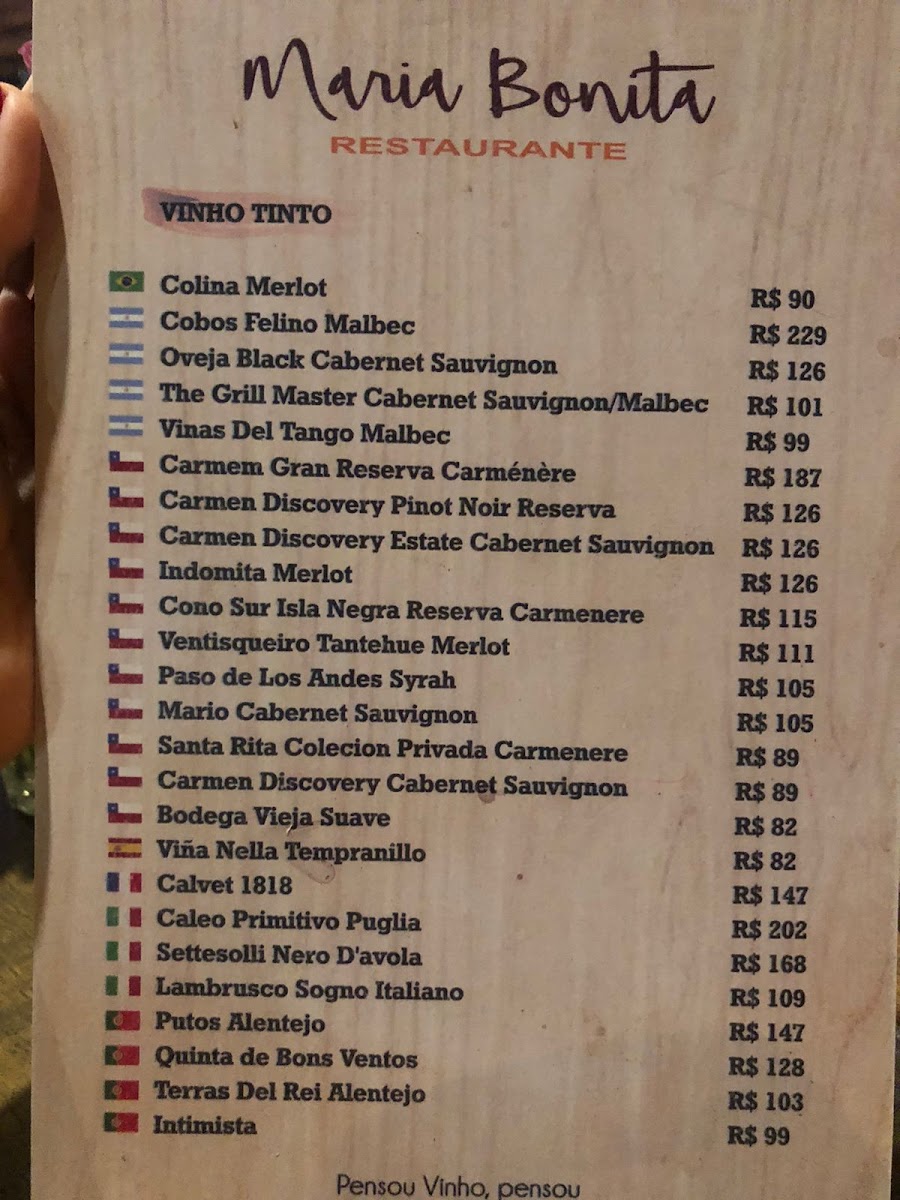 Maria Bonita
RESTAURANTE
VINHO TINTO
Colina Merlot R$ 90
Cobos Felino Malbec R$ 229
Oveja Black Cabernet Sauvignon R$ 126
The Grill Master Cabernet Sauvignon/Malbec R$ 101
Vinas Del Tango Malbec R$ 99
Carmem Gran Reserva Carménère R$ 187
Carmen Discovery Pinot Noir Reserva R$ 126
Carmen Discovery Estate Cabernet Sauvignon R$ 126
Indomita Merlot R$ 126
Cono Sur Isla Negra Reserva Carmenere R$ 115
Ventisqueiro Tantehue Merlot R$ 111
Paso de Los Andes Syrah R$ 105
Mario Cabernet Sauvignon R$ 105
Santa Rita Colecion Privada Carmenere R$ 89
Carmen Discovery Cabernet Sauvignon R$ 89
Bodega Vieja Suave R$ 82
Viña Nella Tempranillo R$ 82
Calvet 1818 R$ 147
Caleo Primitivo Puglia R$ 202
Settesolli Nero D'avola R$ 168
Lambrusco Sogno Italiano R$ 109
Putos Alentejo R$ 147
Quinta de Bons Ventos R$ 128
Terras Del Rei Alentejo R$ 103
Intimista R$ 99
Pensou Vinho, pensou